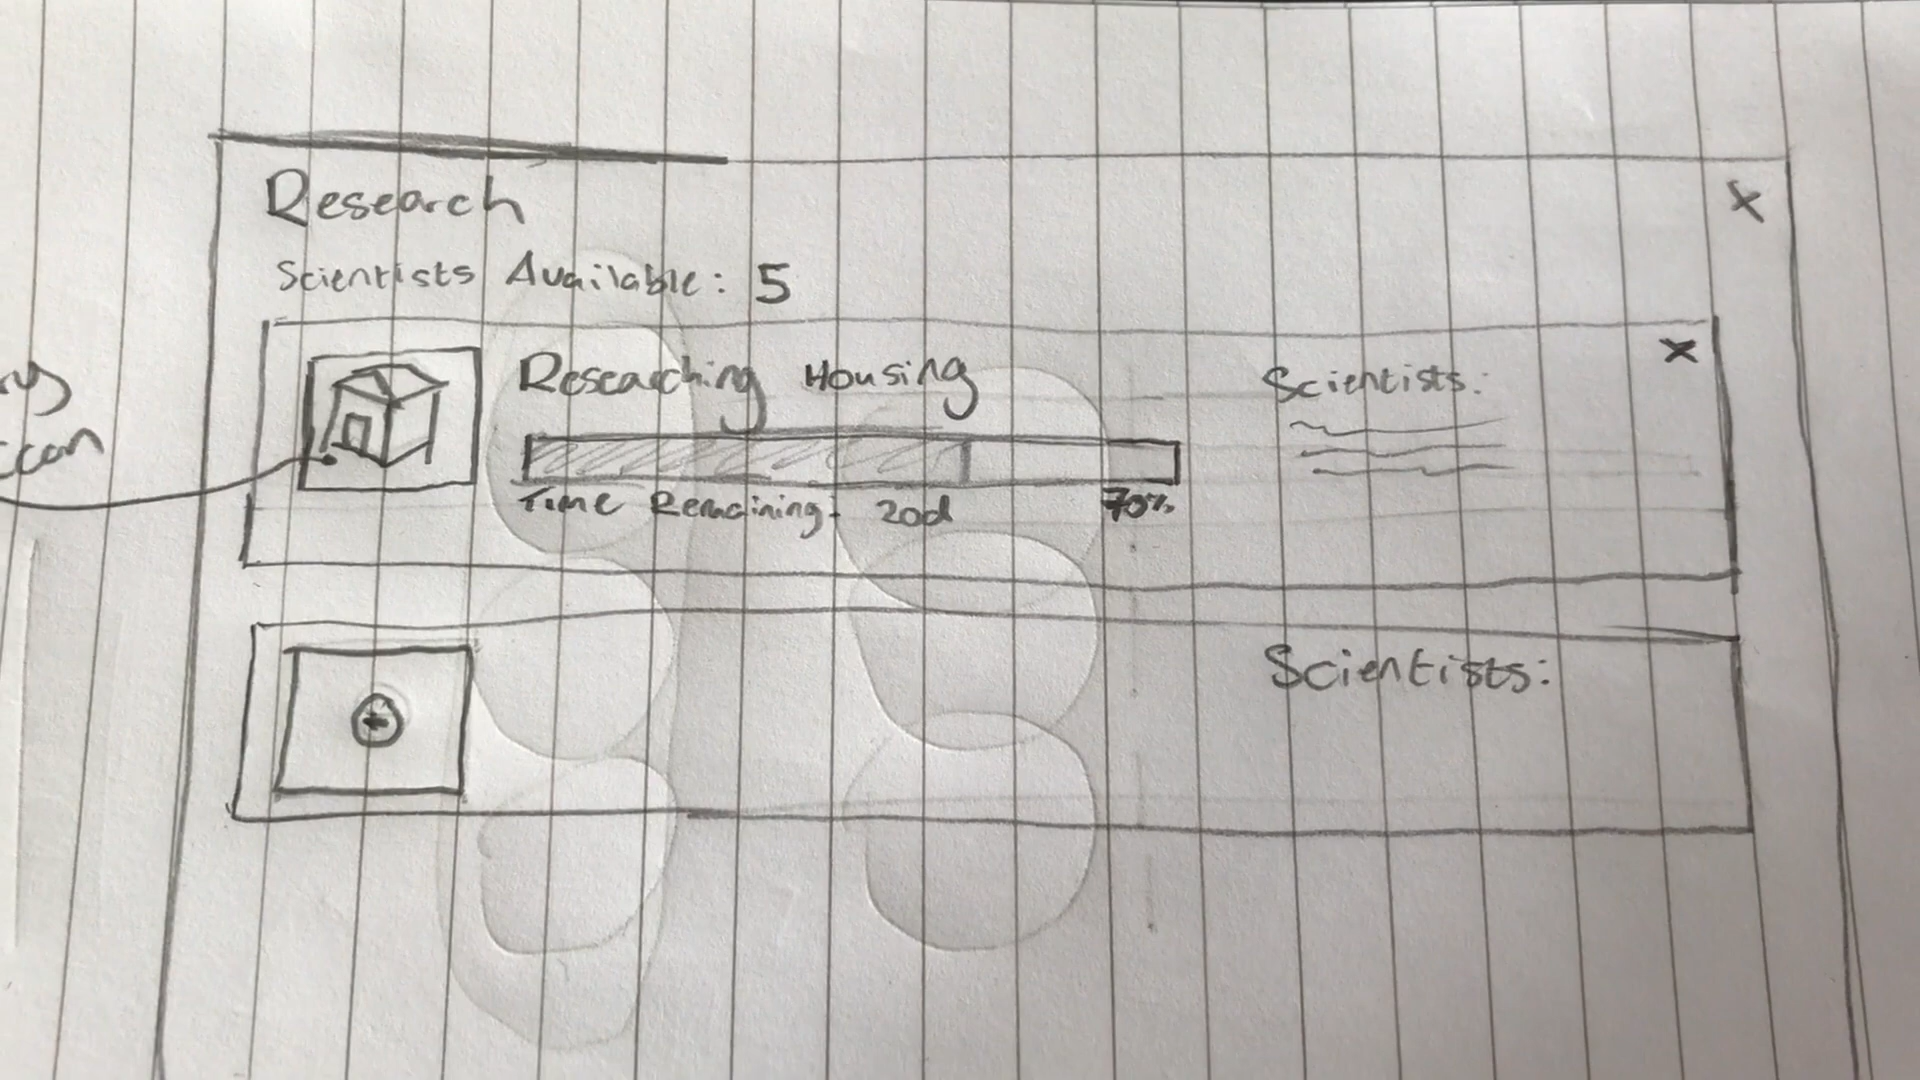 Research
x
Scientists Available: 5
Researching Housing
Scientists:
x
Time Remaining: 20d
70%
Scientists: